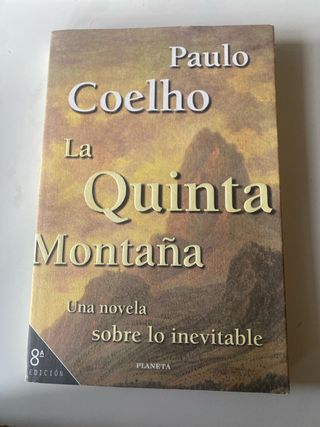 Paulo
Coelho
La
Quinta
Montaña
Una novela
sobre lo inevitable
8ª
EDICIÓN
PLANETA